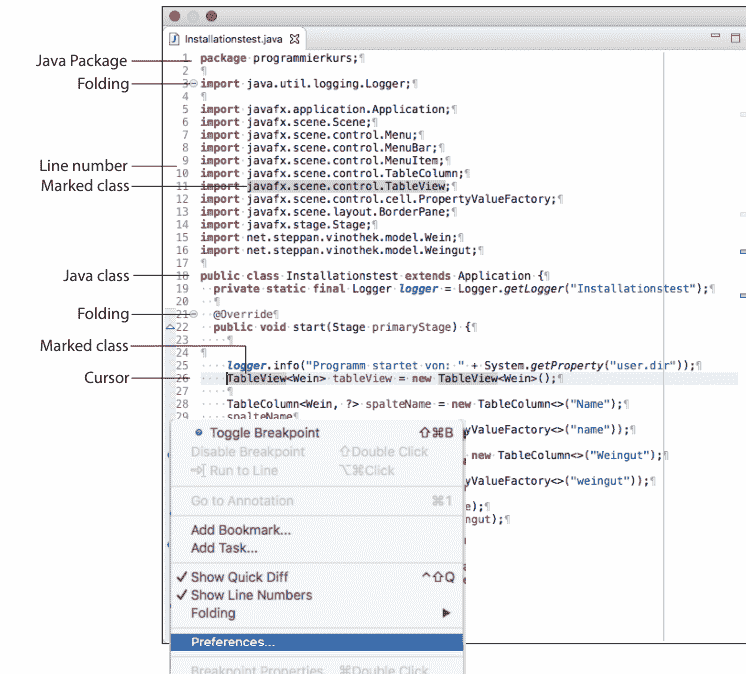 Installationstest.java
Java Package
Folding
Line number
Marked class
Java class
Folding
Marked class
Cursor
1 package programmierkurs;¶
2 ¶
3 import java.util.logging.Logger;¶
4 ¶
5 import javafx.application.Application;¶
6 import javafx.scene.Scene;¶
7 import javafx.scene.control.Menu;¶
8 import javafx.scene.control.MenuBar;¶
9 import javafx.scene.control.MenuItem;¶
10 import javafx.scene.control.TableColumn;¶
11 import javafx.scene.control.TableView;¶
12 import javafx.scene.control.cell.PropertyValueFactory;¶
13 import javafx.scene.layout.BorderPane;¶
14 import javafx.stage.Stage;¶
15 import net.steppan.vinothek.model.Wein;¶
16 import net.steppan.vinothek.model.Weingut;¶
17 ¶
18 public class Installationstest extends Application {¶
19 private static final Logger logger = Logger.getLogger("Installationstest");¶
20 ¶
21 @Override¶
22 public void start(Stage primaryStage) {¶
23 ¶
24 ¶
25 logger.info("Programm startet von: " + System.getProperty("user.dir"));¶
26 TableView<Wein> tableView = new TableView<Wein>();¶
27 ¶
28 TableColumn<Wein, ?> spalteName = new TableColumn<>("Name");¶
29 spalteName¶
yValueFactory<>("name"));¶
new TableColumn<>("Weingut");¶
yValueFactory<>("weingut"));¶
e);¶
ngut);¶
Toggle Breakpoint ⇧⌘B
Disable Breakpoint ⇧Double Click
Run to Line ⌥⌘Click
Go to Annotation ⌘1
Add Bookmark...
Add Task...
✓ Show Quick Diff ^⇧Q
✓ Show Line Numbers
Folding ▶
Preferences...
Breakpoint Properties ⌘Double Click